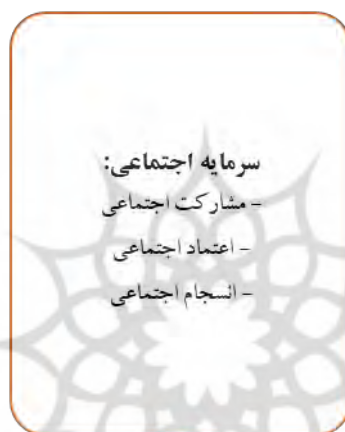 سرمایه اجتماعی:
- مشارکت اجتماعی
- اعتماد اجتماعی
- انسجام اجتماعی